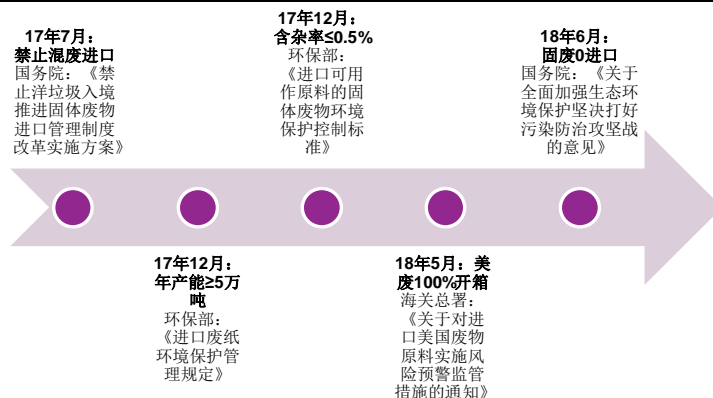 17年7月：
禁止混废进口
国务院：《禁
止洋垃圾入境
推进固体废物
进口管理制度
改革实施方案》
17年12月：
年产能≥5万
吨
环保部：
《进口废纸
环境保护管
理规定》
17年12月：
含杂率≤0.5%
环保部：
《进口可用
作原料的固
体废物环境
保护控制标
准》
18年5月：美
废100%开箱
海关总署：
《关于对进
口美国废物
原料实施风
险预警监管
措施的通知》
18年6月：
固废0进口
国务院：《关于
全面加强生态环
境保护坚决打好
污染防治攻坚战
的意见》